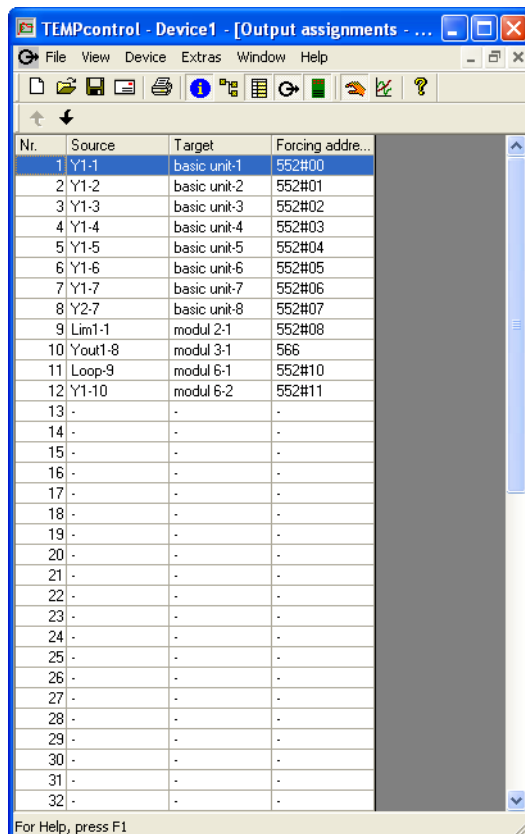 TEMPcontrol - Device1 - [Output assignments - ...
File View Device Extras Window Help
Nr. Source Target Forcing addre...
1 Y1-1 basic unit-1 552#00
2 Y1-2 basic unit-2 552#01
3 Y1-3 basic unit-3 552#02
4 Y1-4 basic unit-4 552#03
5 Y1-5 basic unit-5 552#04
6 Y1-6 basic unit-6 552#05
7 Y1-7 basic unit-7 552#06
8 Y2-7 basic unit-8 552#07
9 Lim1-1 modul 2-1 552#08
10 Yout1-8 modul 3-1 566
11 Loop-9 modul 6-1 552#10
12 Y1-10 modul 6-2 552#11
13 - - -
14 - - -
15 - - -
16 - - -
17 - - -
18 - - -
19 - - -
20 - - -
21 - - -
22 - - -
23 - - -
24 - - -
25 - - -
26 - - -
27 - - -
28 - - -
29 - - -
30 - - -
31 - - -
32 - - -
For Help, press F1